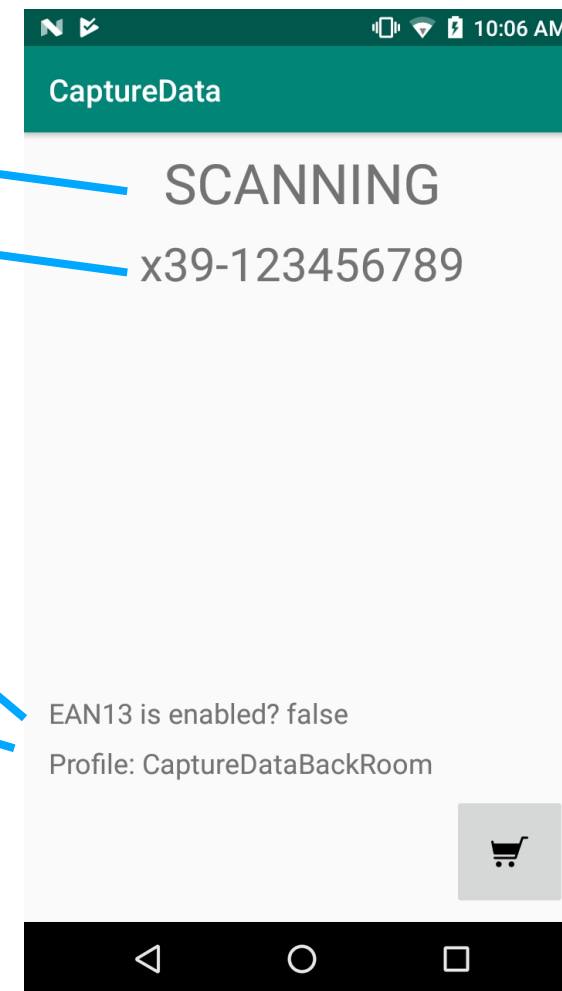 10:06 AM
CaptureData
SCANNING
x39-123456789
EAN13 is enabled? false
Profile: CaptureDataBackRoom